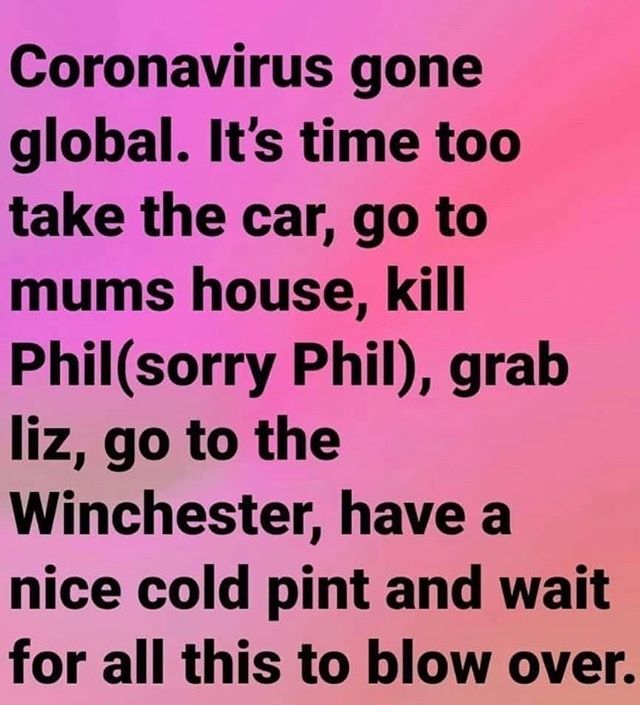 Coronavirus gone
global. It's time too
take the car, go to
mums house, kill
Phil(sorry Phil), grab
liz, go to the
Winchester, have a
nice cold pint and wait
for all this to blow over.